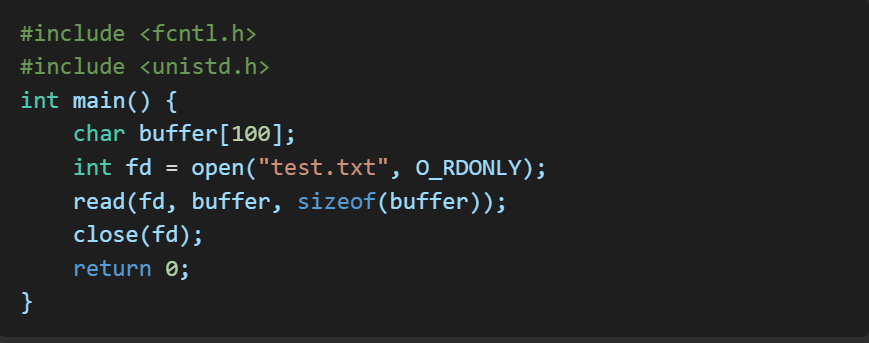 #include <fcntl.h>
#include <unistd.h>
int main() {
    char buffer[100];
    int fd = open("test.txt", O_RDONLY);
    read(fd, buffer, sizeof(buffer));
    close(fd);
    return 0;
}